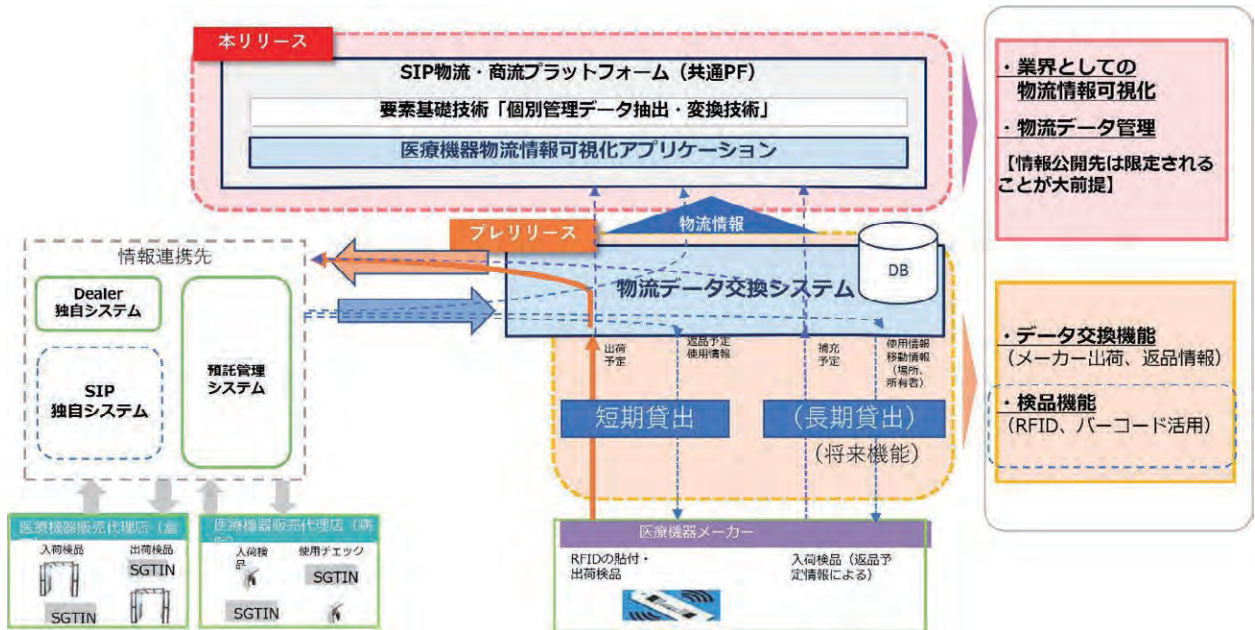 本リリース
SIP物流・商流プラットフォーム（共通PF）
要素基礎技術「個別管理データ抽出・変換技術」
医療機器物流情報可視化アプリケーション
・業界としての
物流情報可視化
・物流データ管理
【情報公開先は限定される
ことが大前提】
プレリリース
物流情報
物流データ交換システム
DB
情報連携先
Dealer
独自システム
SIP
独自システム
預託管理
システム
出荷
予定
返品予定
使用情報
補充
予定
使用情報
移動情報
（場所、
所有者）
短期貸出
（長期貸出）
（将来機能）
・データ交換機能
（メーカー出荷、返品情報）
・検品機能
（RFID、バーコード活用）
医療機器販売代理店（倉
入荷検品
出荷検品
SGTIN
SGTIN
医療機器販売代理店（病
入荷検
品
使用チェック
SGTIN
SGTIN
医療機器メーカー
RFIDの貼付・
出荷検品
入荷検品（返品予
定情報による）